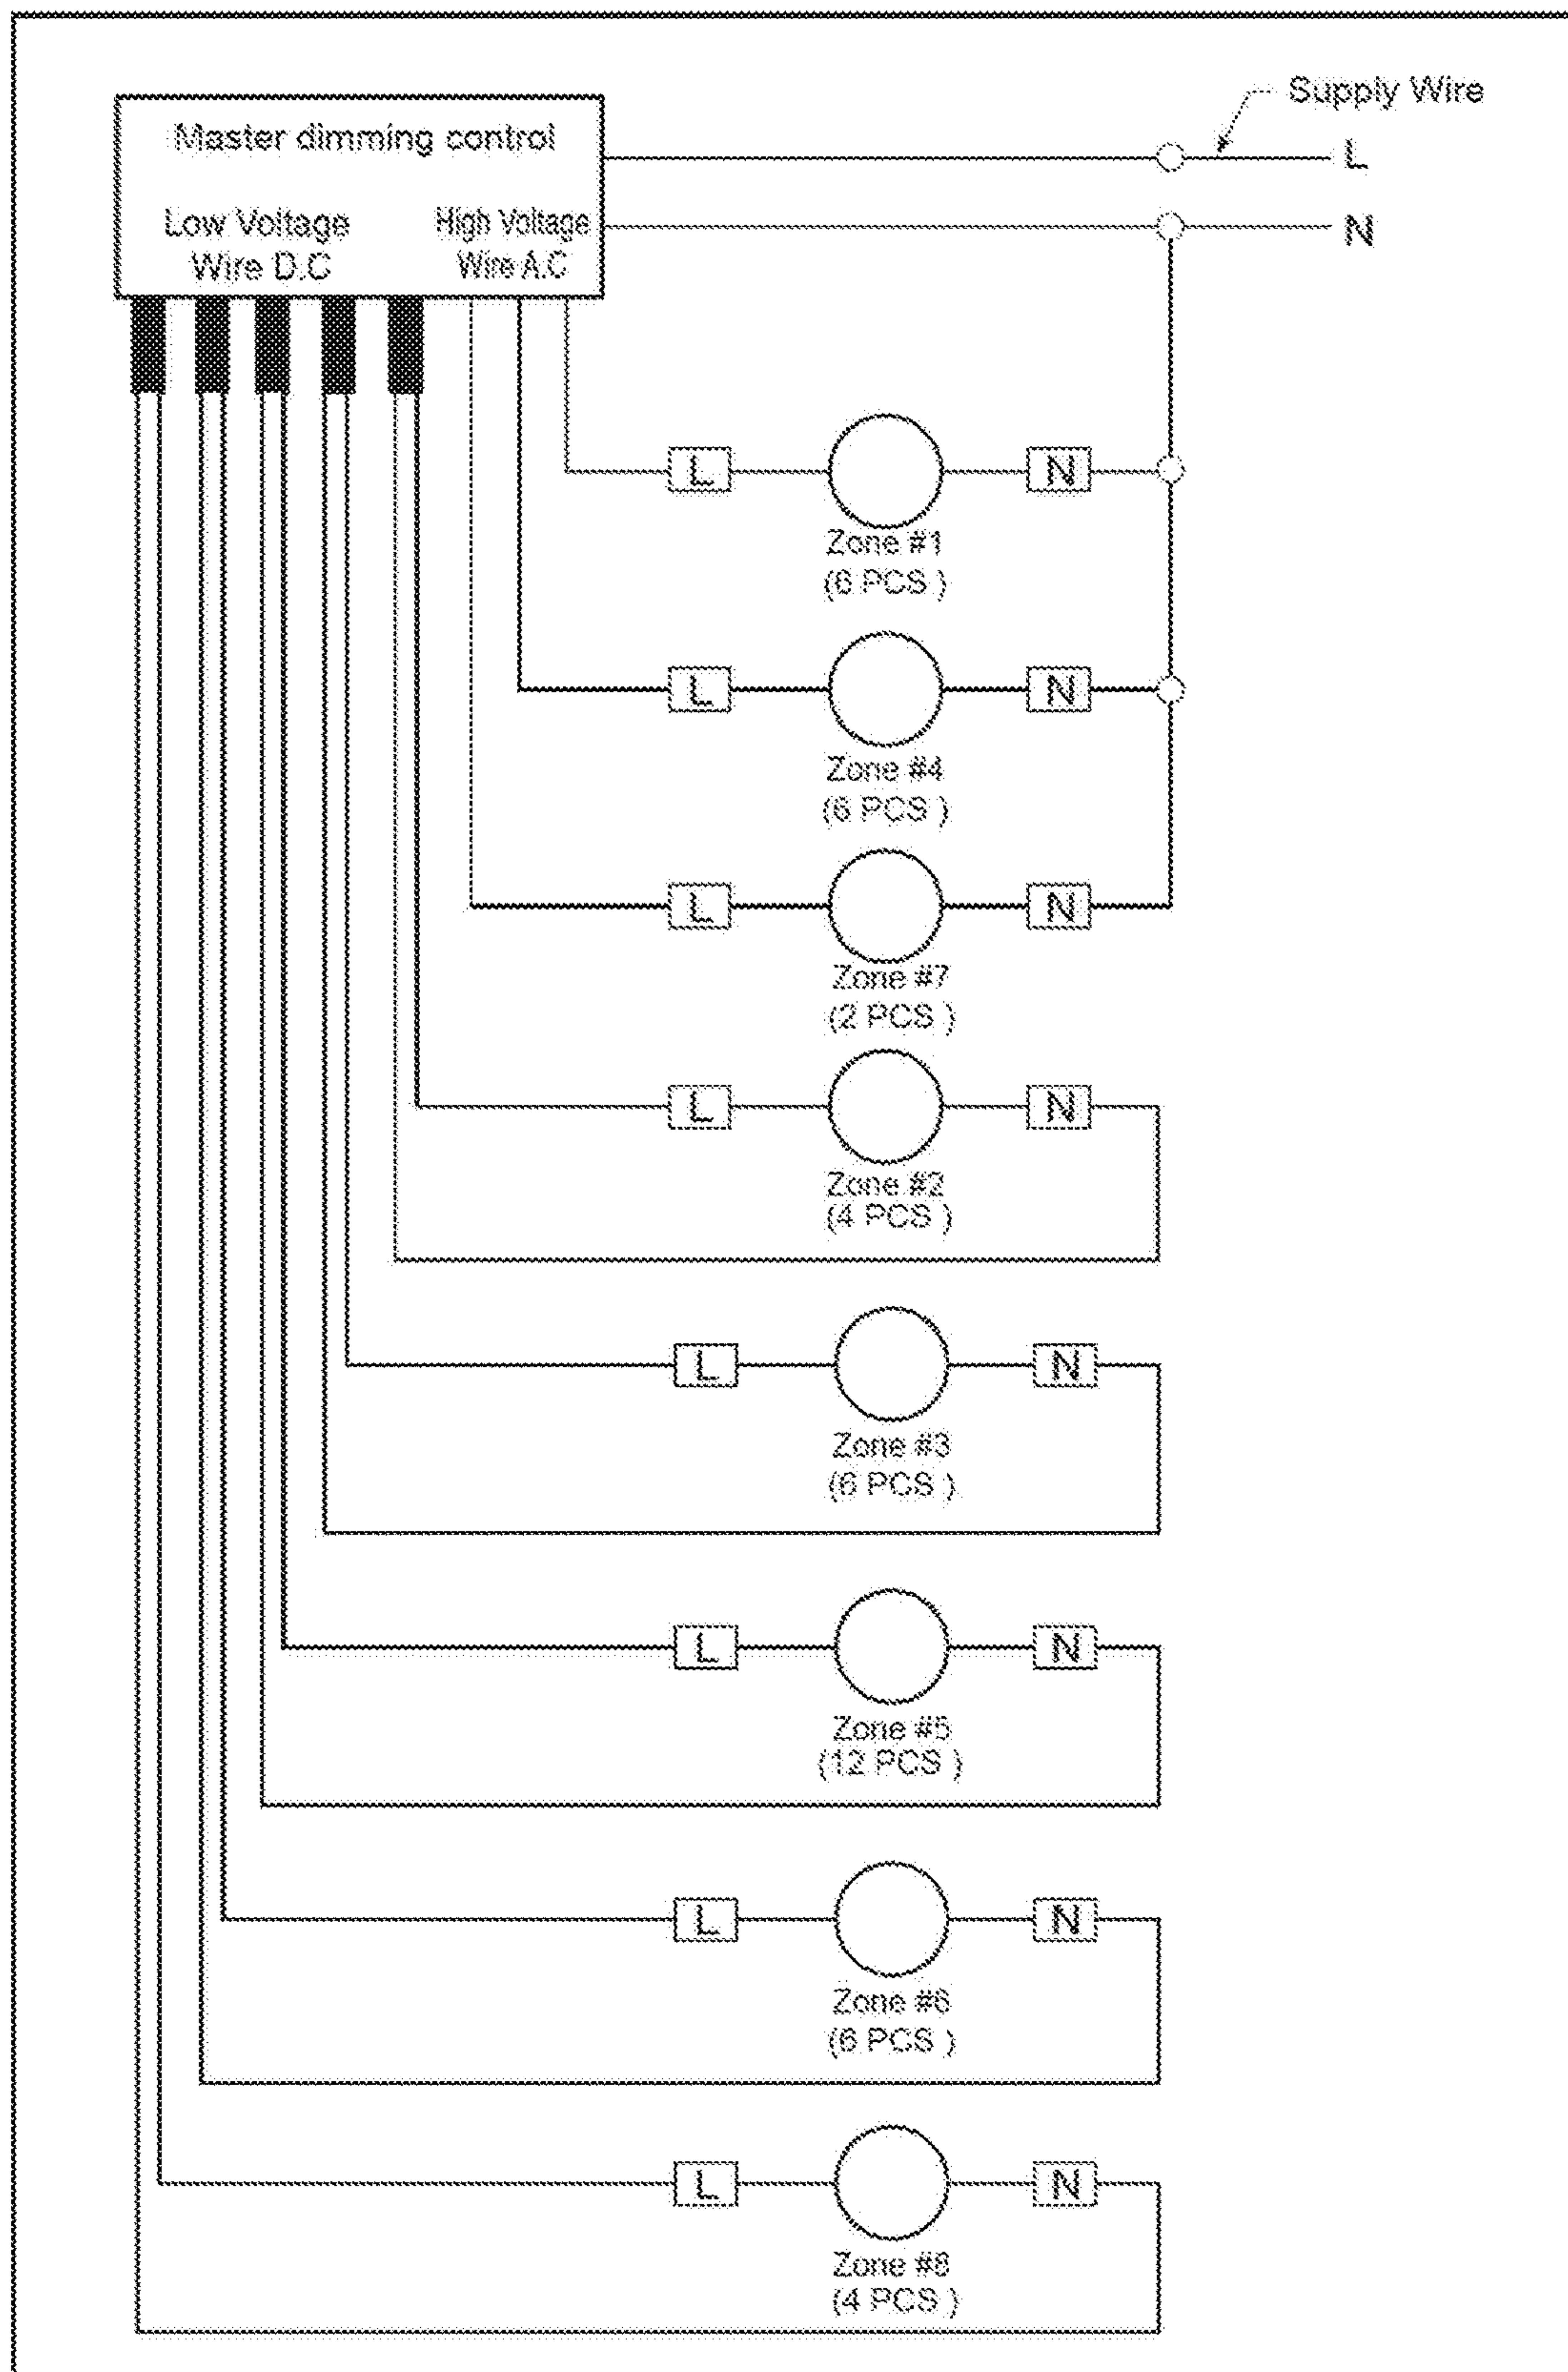 Supply Wire
Master dimming control
L
Low Voltage
Wire D.C
High Voltage
Wire A.C
N
L
N
Zone #1
(6 PCS )
L
N
Zone #4
(6 PCS )
L
N
Zone #7
(2 PCS )
L
N
Zone #2
(4 PCS )
L
N
Zone #3
(6 PCS )
L
N
Zone #5
(12 PCS )
L
N
Zone #6
(6 PCS )
L
N
Zone #8
(4 PCS )